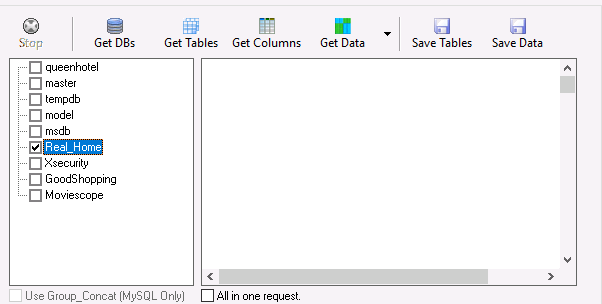 Stop Get DBs Get Tables Get Columns Get Data Save Tables Save Data
queenhotel
master
tempdb
model
msdb
Real_Home
Xsecurity
GoodShopping
Moviescope
Use Group_Concat (MySQL Only) All in one request.